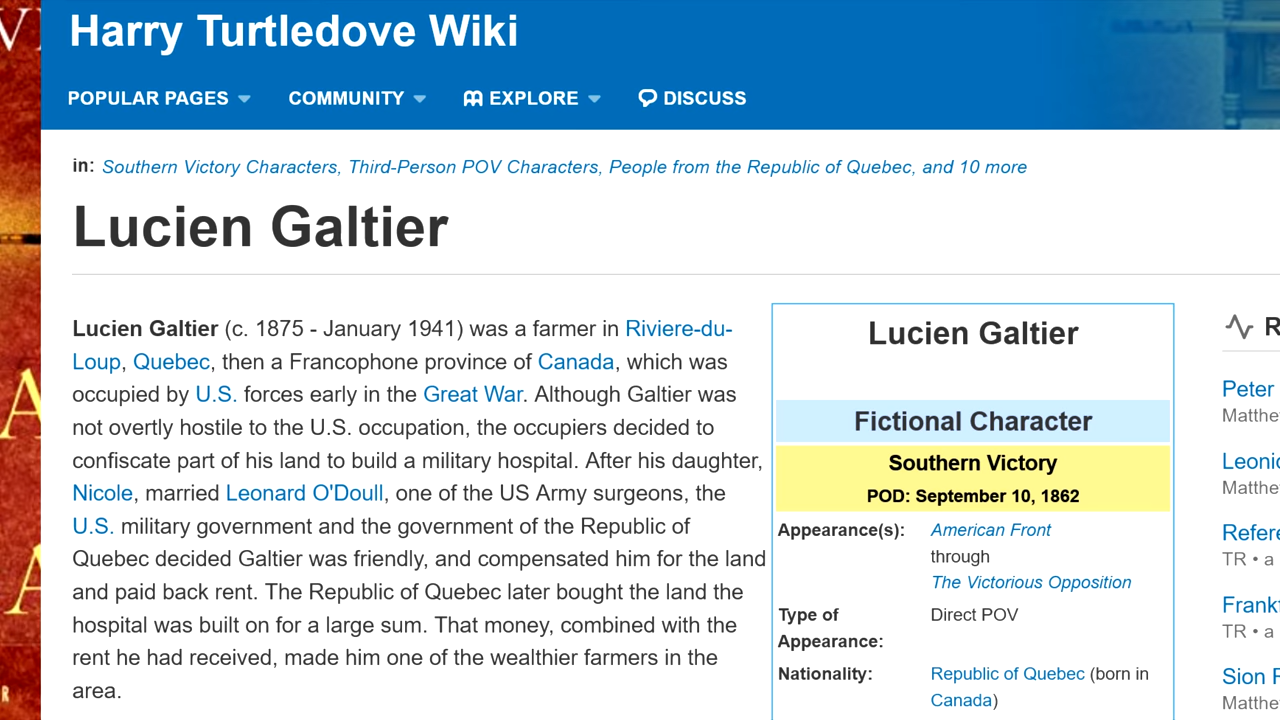 Harry Turtledove Wiki
POPULAR PAGES
COMMUNITY
EXPLORE
DISCUSS
in: Southern Victory Characters, Third-Person POV Characters, People from the Republic of Quebec, and 10 more
Lucien Galtier
Lucien Galtier (c. 1875 - January 1941) was a farmer in Riviere-du-
Loup, Quebec, then a Francophone province of Canada, which was
occupied by U.S. forces early in the Great War. Although Galtier was
not overtly hostile to the U.S. occupation, the occupiers decided to
confiscate part of his land to build a military hospital. After his daughter,
Nicole, married Leonard O'Doull, one of the US Army surgeons, the
U.S. military government and the government of the Republic of
Quebec decided Galtier was friendly, and compensated him for the land
and paid back rent. The Republic of Quebec later bought the land the
hospital was built on for a large sum. That money, combined with the
rent he had received, made him one of the wealthier farmers in the
area.
Lucien Galtier
Fictional Character
Southern Victory
POD: September 10, 1862
Appearance(s): American Front
through
The Victorious Opposition
Type of Direct POV
Appearance:
Nationality: Republic of Quebec (born in
Canada)
R
Peter
Matthe
Leonid
Matthe
Refere
TR • a
Frankf
TR • a
Sion F
Matthe